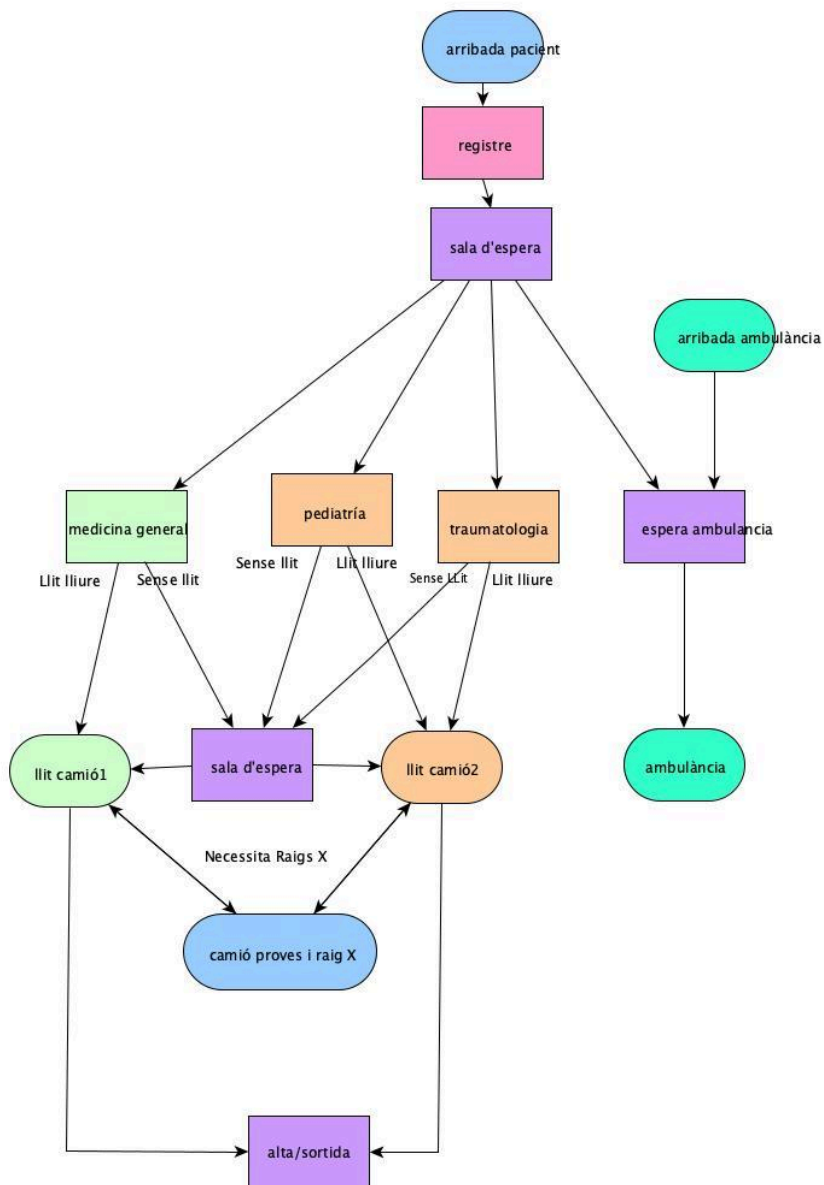 arribada pacient
registre
sala d'espera
arribada ambulància
medicina general
pediatría
traumatologia
espera ambulancia
Llit lliure
Sense llit
Sense llit
Llit lliure
Sense LLit
Llit lliure
llit camió1
sala d'espera
llit camió2
ambulància
Necessita Raigs X
camió proves i raig X
alta/sortida